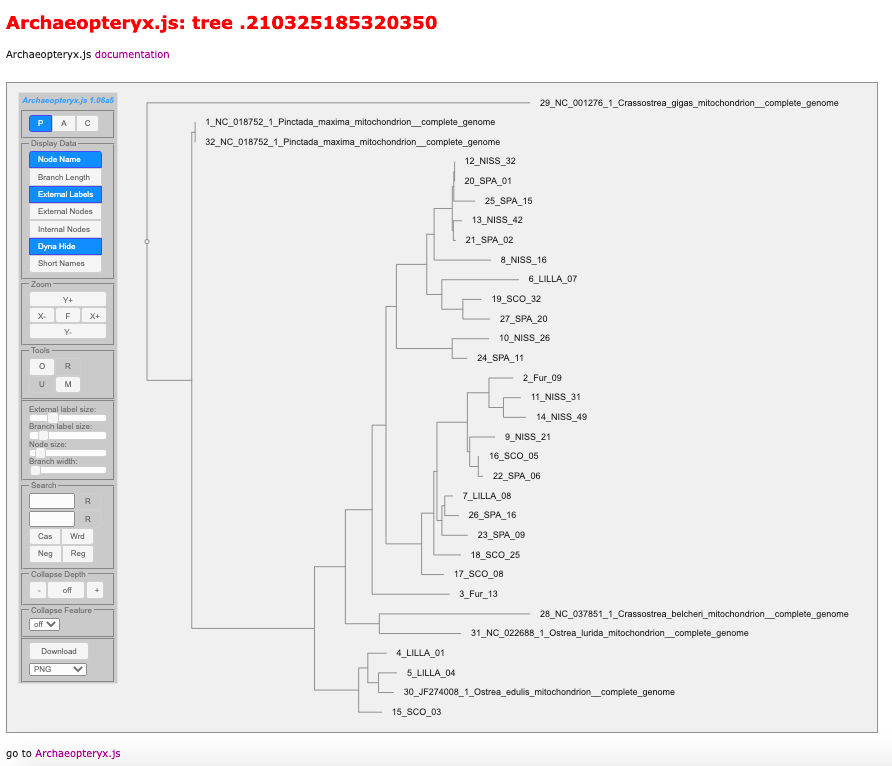 Archaeopteryx.js: tree .210325185320350
Archaeopteryx.js documentation
Archaeopteryx.js 1.06a5
P A C
Display Data
Node Name
Branch Length
External Labels
External Nodes
Internal Nodes
Dyna Hide
Short Names
Zoom
Y+
X- F X+
Y-
Tools
O R
U M
External label size:
Branch label size:
Node size:
Branch width:
Search
R
R
Cas Wrd
Neg Reg
Collapse Depth
- off +
Collapse Feature
off
Download
PNG
29_NC_001276_1_Crassostrea_gigas_mitochondrion__complete_genome
1_NC_018752_1_Pinctada_maxima_mitochondrion__complete_genome
32_NC_018752_1_Pinctada_maxima_mitochondrion__complete_genome
12_NISS_32
20_SPA_01
25_SPA_15
13_NISS_42
21_SPA_02
8_NISS_16
6_LILLA_07
19_SCO_32
27_SPA_20
10_NISS_26
24_SPA_11
2_Fur_09
11_NISS_31
14_NISS_49
9_NISS_21
16_SCO_05
22_SPA_06
7_LILLA_08
26_SPA_16
23_SPA_09
18_SCO_25
17_SCO_08
3_Fur_13
28_NC_037851_1_Crassostrea_belcheri_mitochondrion__complete_genome
31_NC_022688_1_Ostrea_lurida_mitochondrion__complete_genome
4_LILLA_01
5_LILLA_04
30_JF274008_1_Ostrea_edulis_mitochondrion__complete_genome
15_SCO_03
go to Archaeopteryx.js